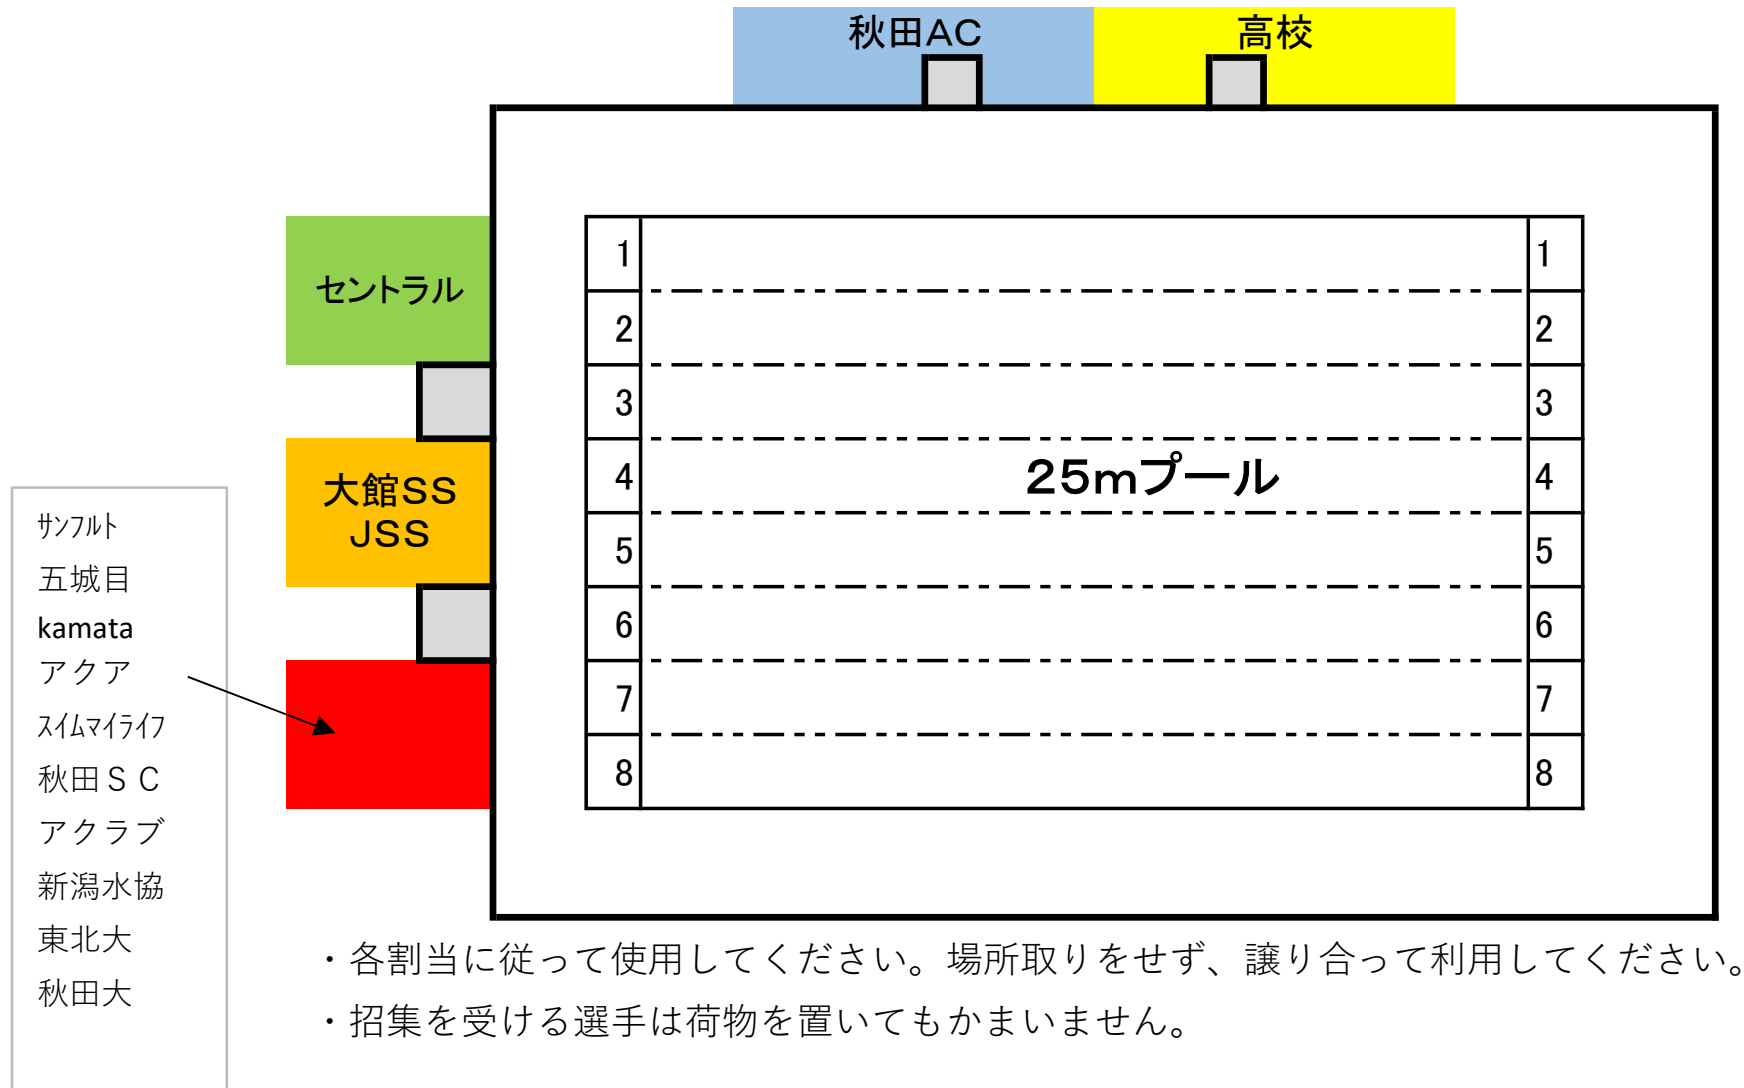 秋田AC
高校
セントラル
大館SS
JSS
ｻﾝﾌﾙﾄ
五城目
kamata
アクア
ｽｲﾑﾏｲﾗｲﾌ
秋田ＳＣ
アクラブ
新潟水協
東北大
秋田大
1 1
2 2
3 3
4 25mプール 4
5 5
6 6
7 7
8 8
・各割当に従って使用してください。場所取りをせず、譲り合って利用してください。
・招集を受ける選手は荷物を置いてもかまいません。